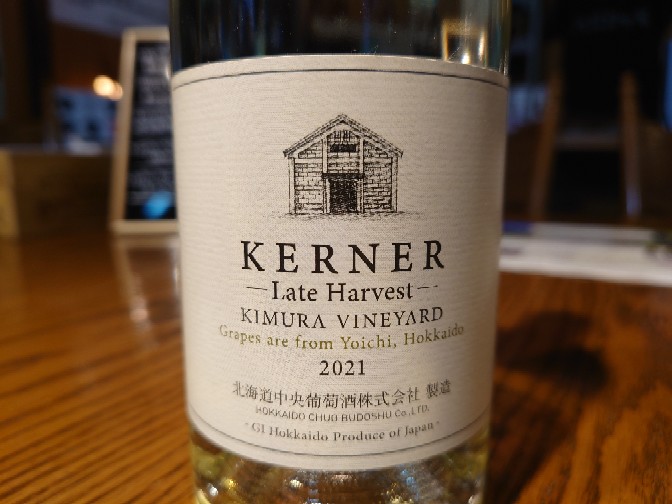 KERNER
Late Harvest
KIMURA VINEYARD
Grapes are from Yoichi, Hokkaido
2021
北海道中央葡萄酒株式会社 製造
HOKKAIDO CHUO BUDOSHU Co.,LTD.
- GI Hokkaido Produce of Japan -